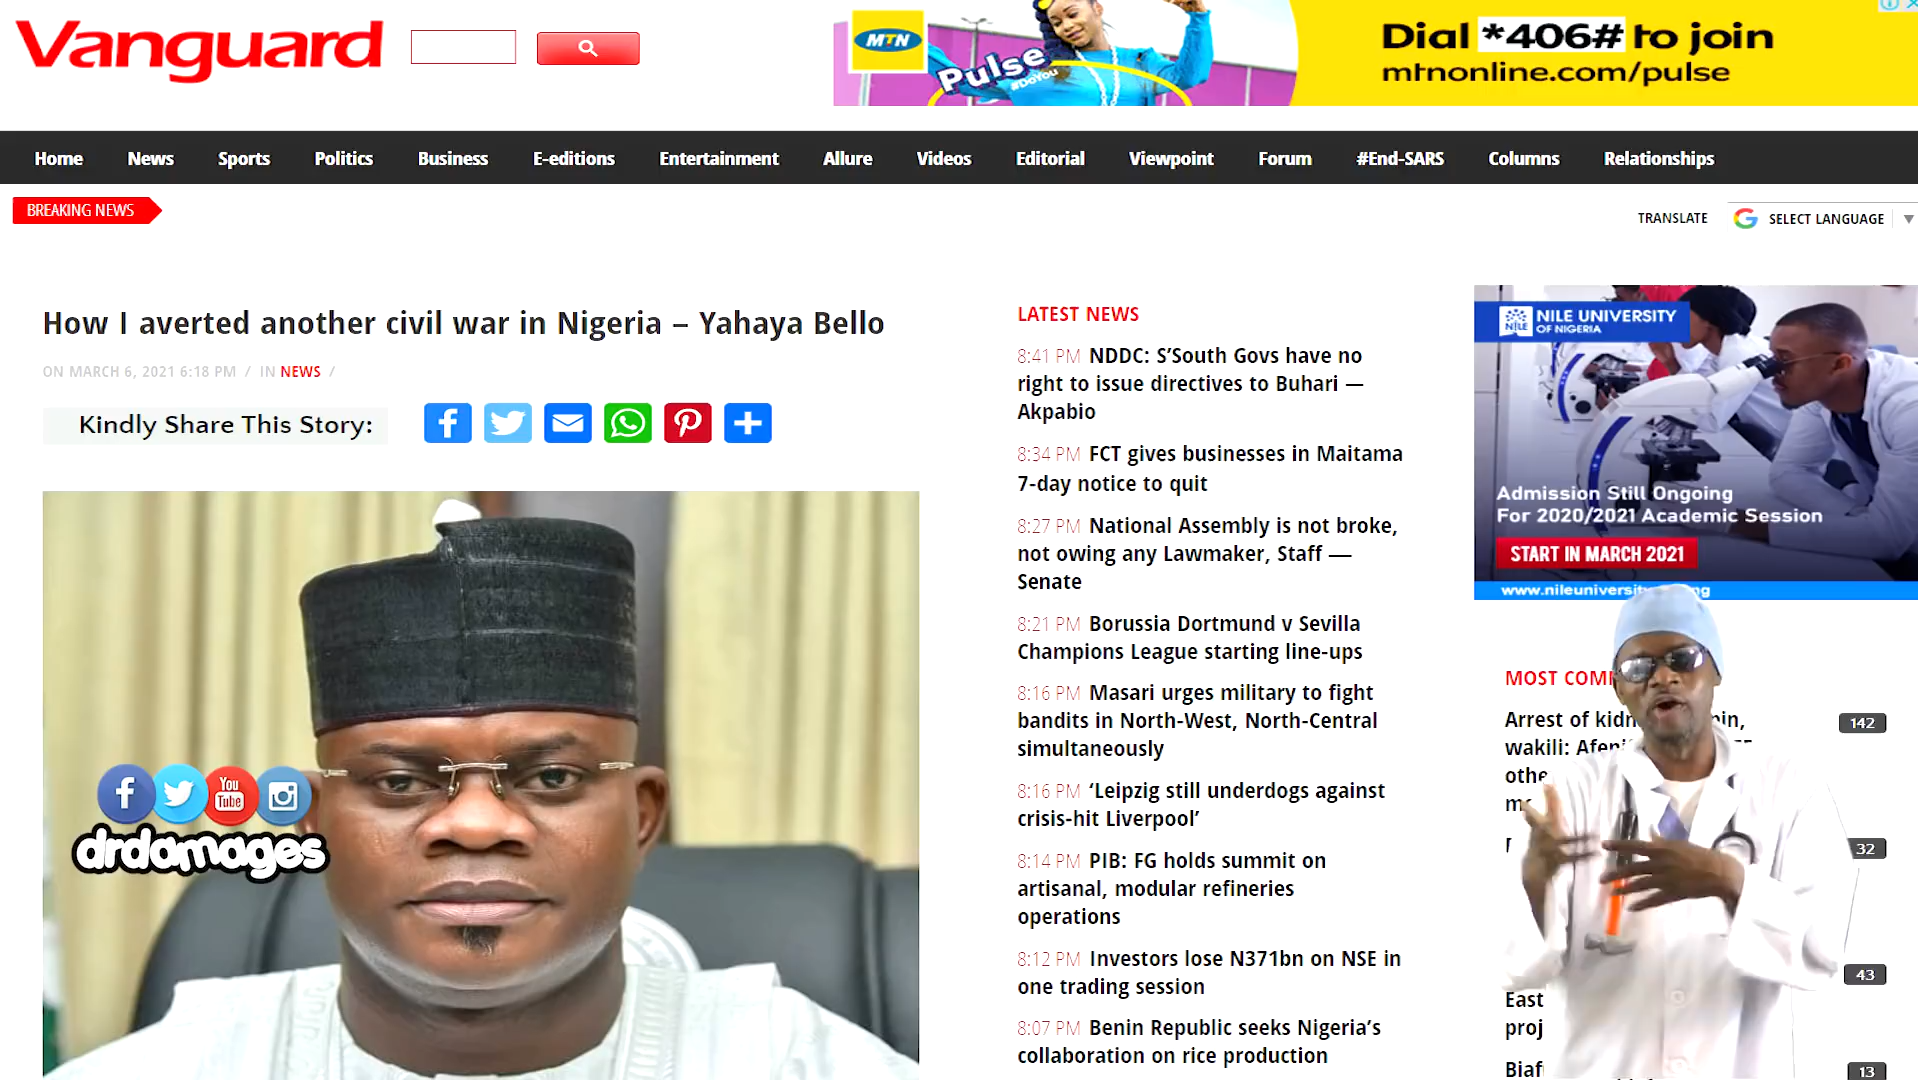 Vanguard
MTN
Pulse
#DoYou
Dial *406# to join
mtnonline.com/pulse
Home News Sports Politics Business E-editions Entertainment Allure Videos Editorial Viewpoint Forum #End-SARS Columns Relationships
BREAKING NEWS
TRANSLATE
SELECT LANGUAGE
How I averted another civil war in Nigeria – Yahaya Bello
ON MARCH 6, 2021 6:18 PM / IN NEWS /
Kindly Share This Story:
drdamages
You
Tube
LATEST NEWS
8:41 PM NDDC: S’South Govs have no
right to issue directives to Buhari —
Akpabio
8:34 PM FCT gives businesses in Maitama
7-day notice to quit
8:27 PM National Assembly is not broke,
not owing any Lawmaker, Staff —
Senate
8:21 PM Borussia Dortmund v Sevilla
Champions League starting line-ups
8:16 PM Masari urges military to fight
bandits in North-West, North-Central
simultaneously
8:16 PM ‘Leipzig still underdogs against
crisis-hit Liverpool’
8:14 PM PIB: FG holds summit on
artisanal, modular refineries
operations
8:12 PM Investors lose N371bn on NSE in
one trading session
8:07 PM Benin Republic seeks Nigeria’s
collaboration on rice production
NILE
NILE UNIVERSITY
OF NIGERIA
Admission Still Ongoing
For 2020/2021 Academic Session
START IN MARCH 2021
MOST
Arrest of
142
wakili:
32
43
East
13